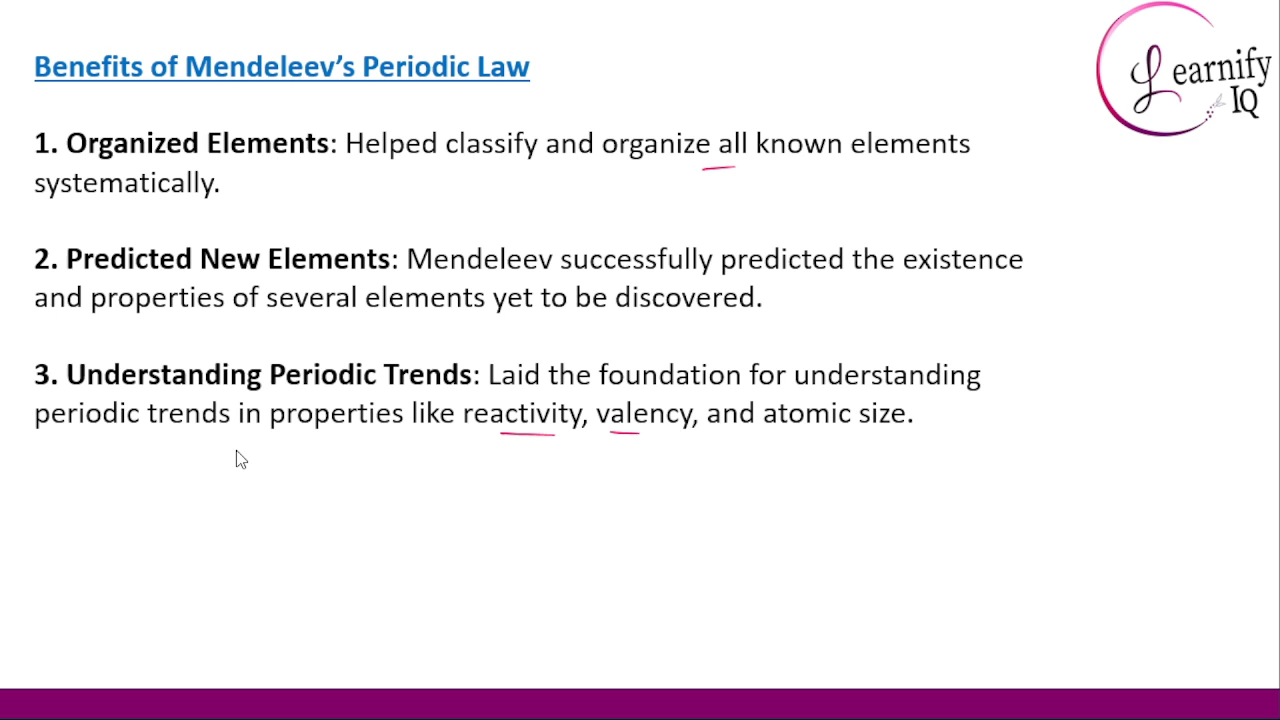 Benefits of Mendeleev’s Periodic Law
Learnify
IQ
1. Organized Elements: Helped classify and organize all known elements
systematically.
2. Predicted New Elements: Mendeleev successfully predicted the existence
and properties of several elements yet to be discovered.
3. Understanding Periodic Trends: Laid the foundation for understanding
periodic trends in properties like reactivity, valency, and atomic size.